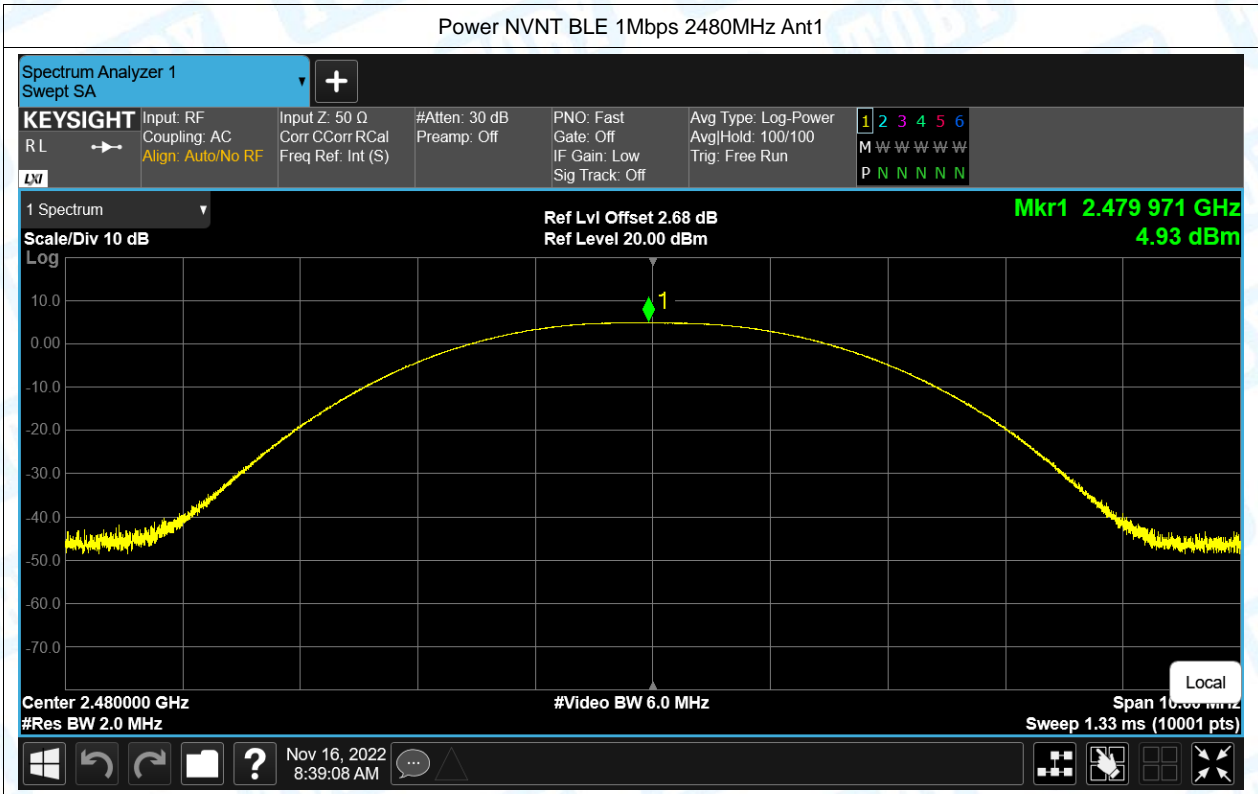 Power NVNT BLE 1Mbps 2480MHz Ant1
Spectrum Analyzer 1
Swept SA
KEYSIGHT
R L
LXI
Input: RF
Coupling: AC
Align: Auto/No RF
Input Z: 50 Ω
Corr CCorr RCal
Freq Ref: Int (S)
#Atten: 30 dB
Preamp: Off
PNO: Fast
Gate: Off
IF Gain: Low
Sig Track: Off
Avg Type: Log-Power
Avg|Hold: 100/100
Trig: Free Run
1 2 3 4 5 6
M W W W W W
P N N N N N
1 Spectrum
Scale/Div 10 dB
Ref Lvl Offset 2.68 dB
Ref Level 20.00 dBm
Mkr1 2.479 971 GHz
4.93 dBm
Log
10.0
1
0.00
-10.0
-20.0
-30.0
-40.0
-50.0
-60.0
-70.0
Local
Center 2.480000 GHz
#Res BW 2.0 MHz
#Video BW 6.0 MHz
Span 10.00 MHz
Sweep 1.33 ms (10001 pts)
?
Nov 16, 2022
8:39:08 AM